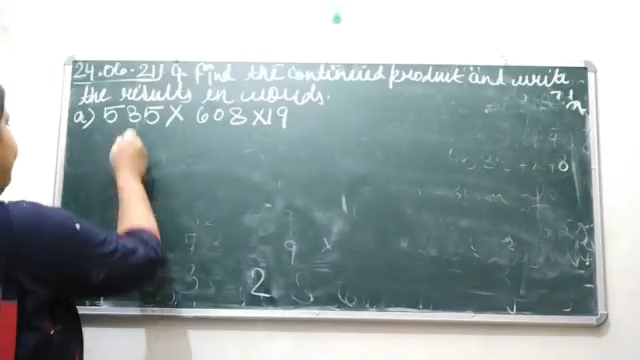 24.06.21) Q. Find the continued product and write
the results in words.
a) 535 X 608 X 19